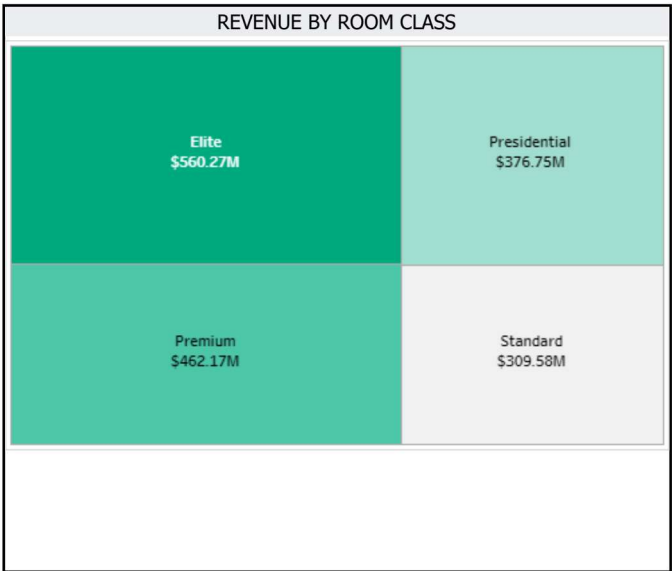 REVENUE BY ROOM CLASS
Elite
$560.27M
Presidential
$376.75M
Premium
$462.17M
Standard
$309.58M